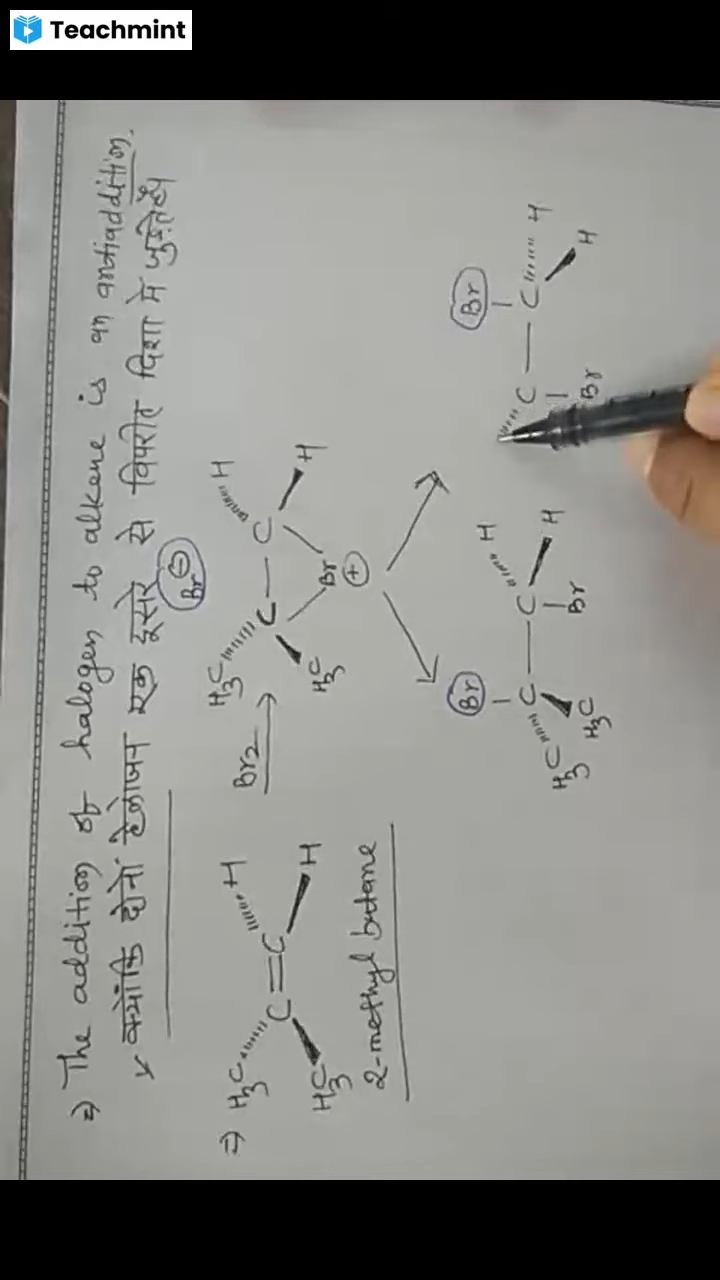 Teachmint
⇒) The addition of halogen to alkene is an antiaddition.
क्योंकि दोनों हैलोजन एक दूसरे से विपरीत दिशा में जुड़ते हैं
Br ⊖
⇒) H3C H H3C H
C=C
H3C H Br2 H3C H
C — C
Br ⊕
2-methyl butane
Br H
C — C
H3C H3C Br H
Br H
C — C
Br H